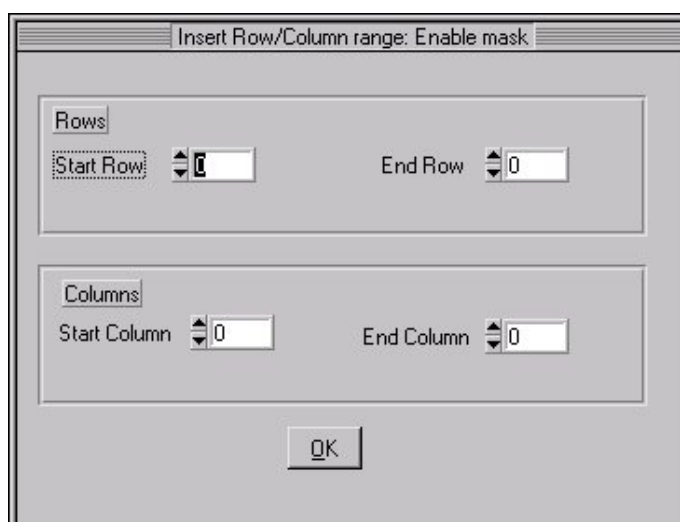 Insert Row/Column range: Enable mask
Rows
Start Row 0 End Row 0
Columns
Start Column 0 End Column 0
OK